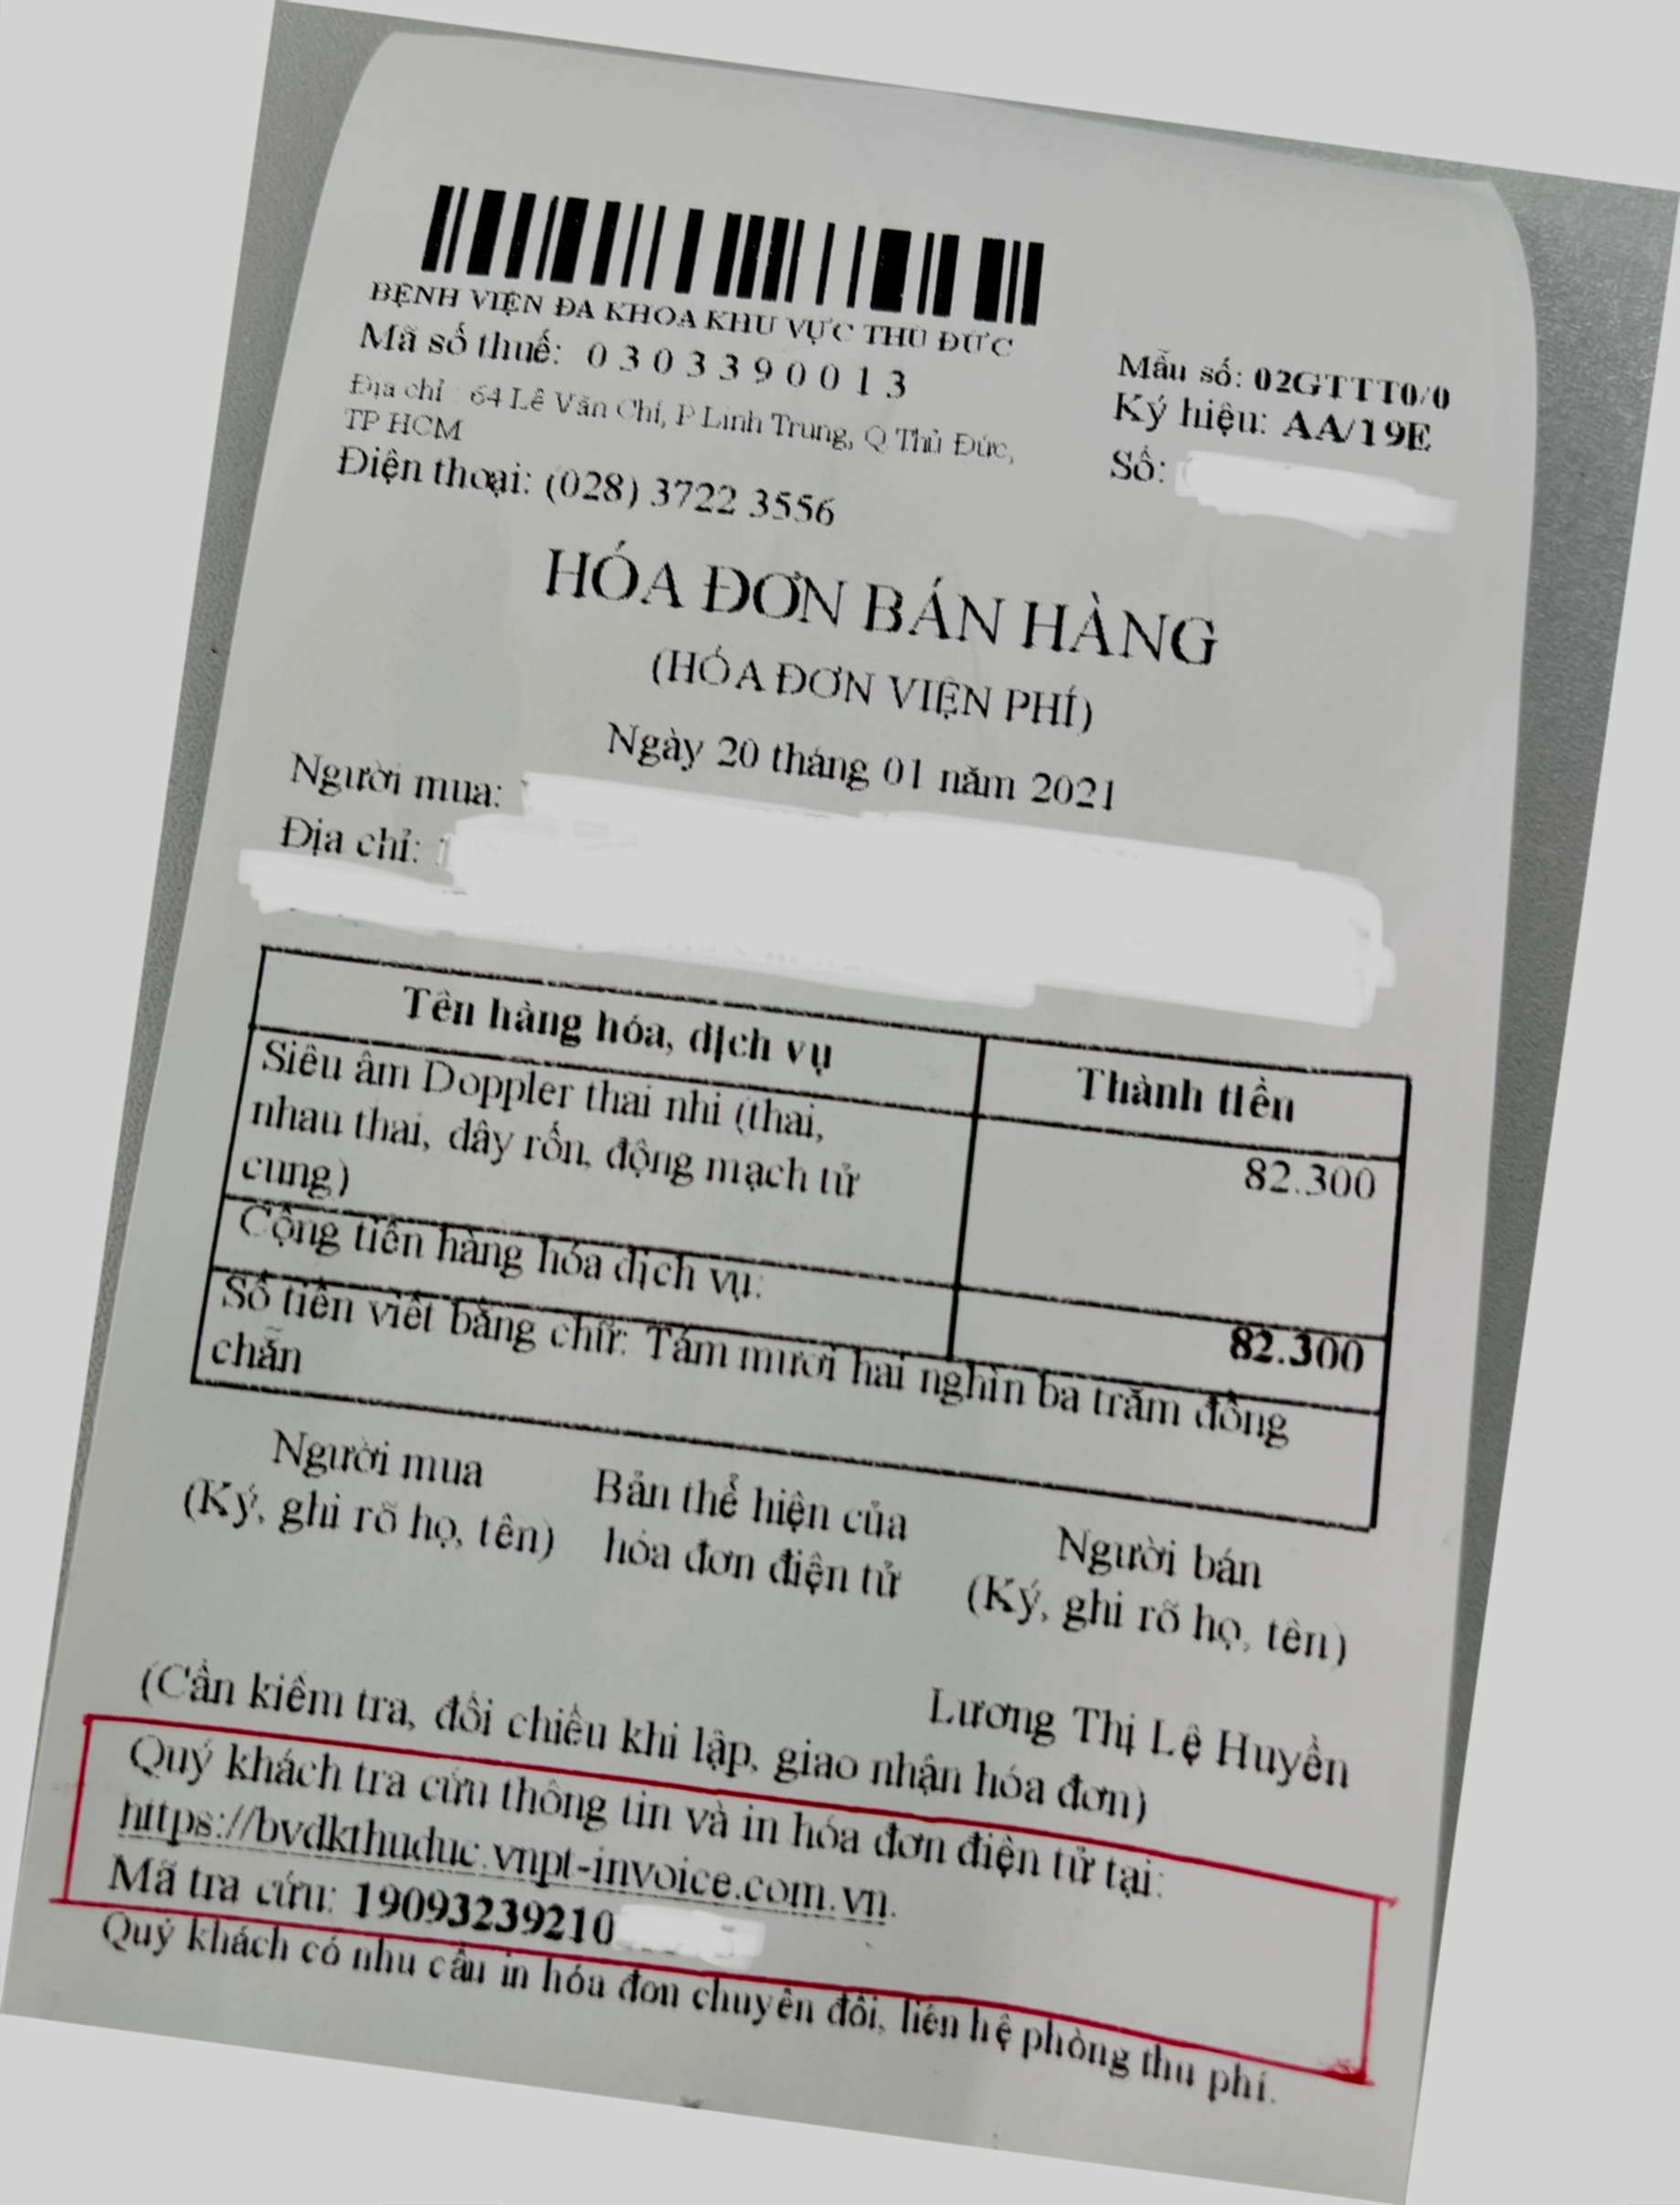 BỆNH VIỆN ĐA KHOA KHU VỰC THỦ ĐỨC
Mã số thuế: 0 3 0 3 3 9 0 0 1 3
Địa chỉ : 64 Lê Văn Chí, P Linh Trung, Q Thủ Đức,
TP HCM
Điện thoại: (028) 3722 3556
Mẫu số: 02GTTT0/0
Ký hiệu: AA/19E
Số:
HÓA ĐƠN BÁN HÀNG
(HÓA ĐƠN VIỆN PHÍ)
Ngày 20 tháng 01 năm 2021
Người mua:
Địa chỉ:
Tên hàng hóa, dịch vụ Thành tiền
Siêu âm Doppler thai nhi (thai, 82.300
nhau thai, dây rốn, động mạch tử
cung)
Cộng tiền hàng hóa dịch vụ: 82.300
Số tiền viết bằng chữ: Tám mươi hai nghìn ba trăm đồng
chẵn
Người mua Bản thể hiện của Người bán
(Ký, ghi rõ họ, tên) hóa đơn điện tử (Ký, ghi rõ họ, tên)
Lương Thị Lệ Huyền
(Cần kiểm tra, đối chiếu khi lập, giao nhận hóa đơn)
Quý khách tra cứu thông tin và in hóa đơn điện tử tại:
https://bvdkthuduc.vnpt-invoice.com.vn.
Mã tra cứu: 19093239210
Quý khách có nhu cầu in hóa đơn chuyển đổi, liên hệ phòng thu phí.